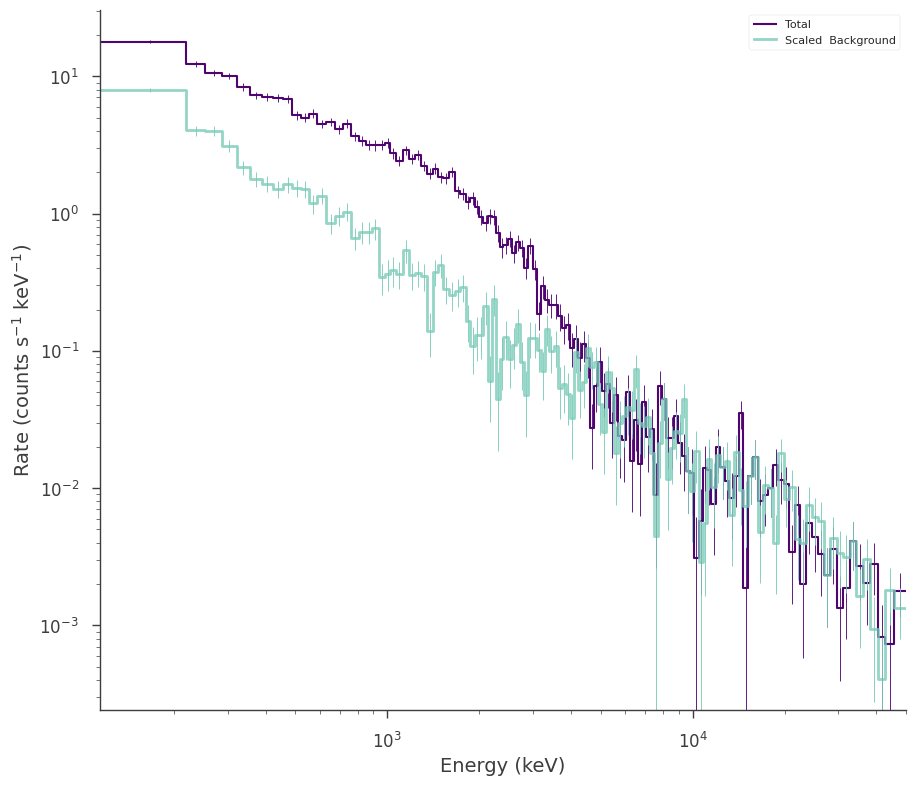 Total
Scaled  Background
10¹
10⁰
10⁻¹
10⁻²
10⁻³
Rate (counts s⁻¹ keV⁻¹)
10³
10⁴
Energy (keV)